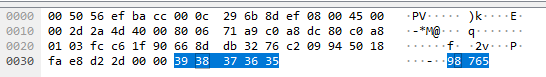 0000 00 50 56 ef ba cc 00 0c 29 6b 8d ef 08 00 45 00 ·PV····· )k····E·
0010 00 2d 2a 4d 40 00 80 06 71 a9 c0 a8 dc 80 c0 a8 ·-*M@··· q·······
0020 01 03 fc c6 1f 90 66 8d db 32 76 c2 09 94 50 18 ······f· ·2v···P·
0030 fa e8 d2 2d 00 00 39 38 37 36 35 ···-··98 765